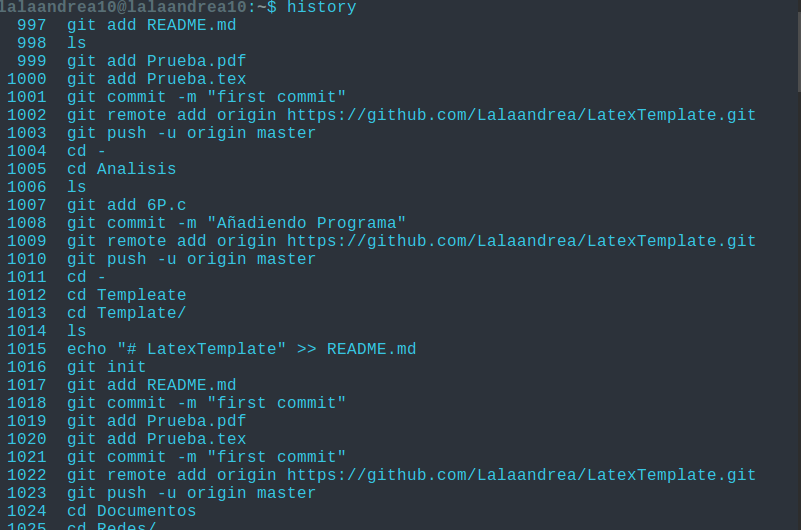 lalaandrea10@lalaandrea10:~$ history
997 git add README.md
998 ls
999 git add Prueba.pdf
1000 git add Prueba.tex
1001 git commit -m "first commit"
1002 git remote add origin https://github.com/Lalaandrea/LatexTemplate.git
1003 git push -u origin master
1004 cd -
1005 cd Analisis
1006 ls
1007 git add 6P.c
1008 git commit -m "Añadiendo Programa"
1009 git remote add origin https://github.com/Lalaandrea/LatexTemplate.git
1010 git push -u origin master
1011 cd -
1012 cd Templeate
1013 cd Template/
1014 ls
1015 echo "# LatexTemplate" >> README.md
1016 git init
1017 git add README.md
1018 git commit -m "first commit"
1019 git add Prueba.pdf
1020 git add Prueba.tex
1021 git commit -m "first commit"
1022 git remote add origin https://github.com/Lalaandrea/LatexTemplate.git
1023 git push -u origin master
1024 cd Documentos
1025 cd Redes/